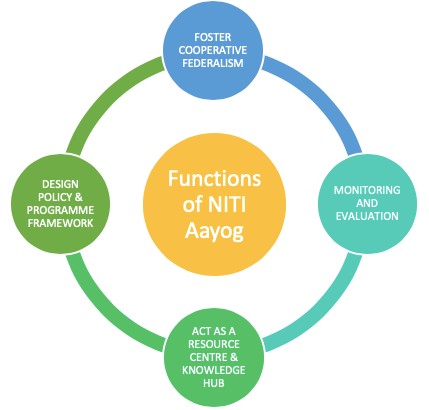 FOSTER
COOPERATIVE
FEDERALISM
DESIGN
POLICY &
PROGRAMME
FRAMEWORK
Functions
of NITI
Aayog
MONITORING
AND
EVALUATION
ACT AS A
RESOURCE
CENTRE &
KNOWLEDGE
HUB